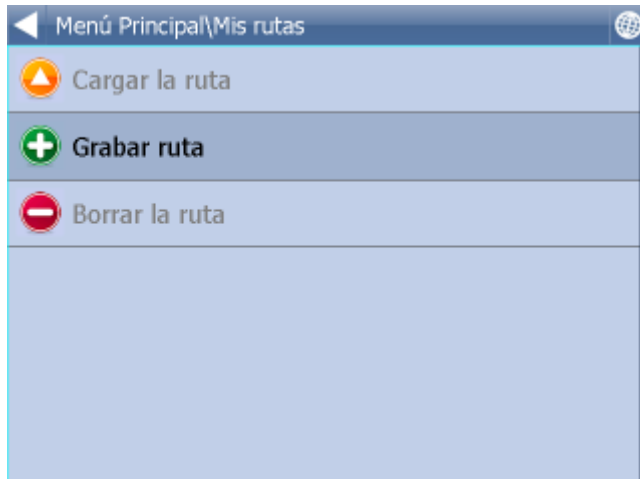 Menú Principal\Mis rutas
Cargar la ruta
Grabar ruta
Borrar la ruta